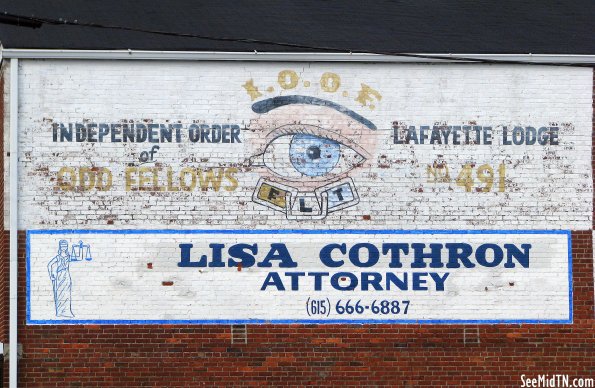 I.O.O.F.
INDEPENDENT ORDER
of
ODD FELLOWS
LAFAYETTE LODGE
No 491
F L T
LISA COTHRON
ATTORNEY
(615) 666-6887
SeeMidTN.com